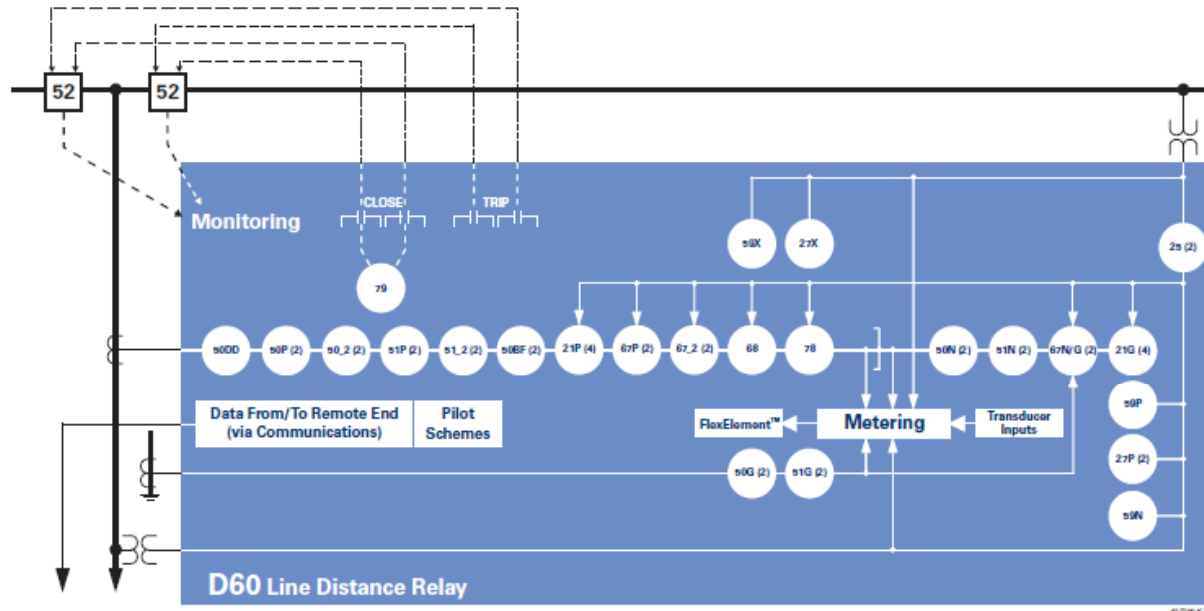 52
52
CLOSE
TRIP
Monitoring
59X
27X
25 (2)
79
50DD
50P (2)
50_2 (2)
51P (2)
51_2 (2)
50BF (2)
21P (4)
67P (2)
67_2 (2)
68
78
50N (2)
51N (2)
67N/G (2)
21G (4)
59P
Data From/To Remote End
(via Communications)
Pilot
Schemes
FlexElement™
Metering
Transducer
Inputs
50G (2)
51G (2)
27P (2)
59N
D60 Line Distance Relay